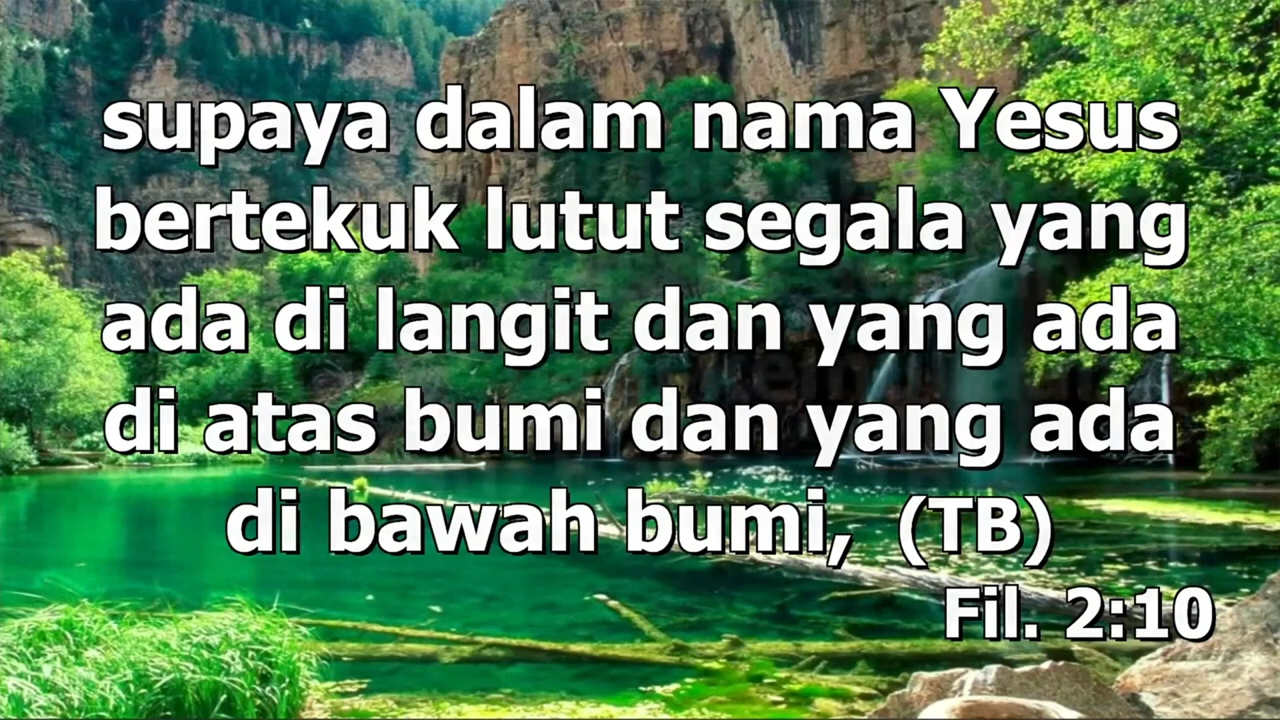 supaya dalam nama Yesus
bertekuk lutut segala yang
ada di langit dan yang ada
di atas bumi dan yang ada
di bawah bumi,  (TB)
Fil. 2:10